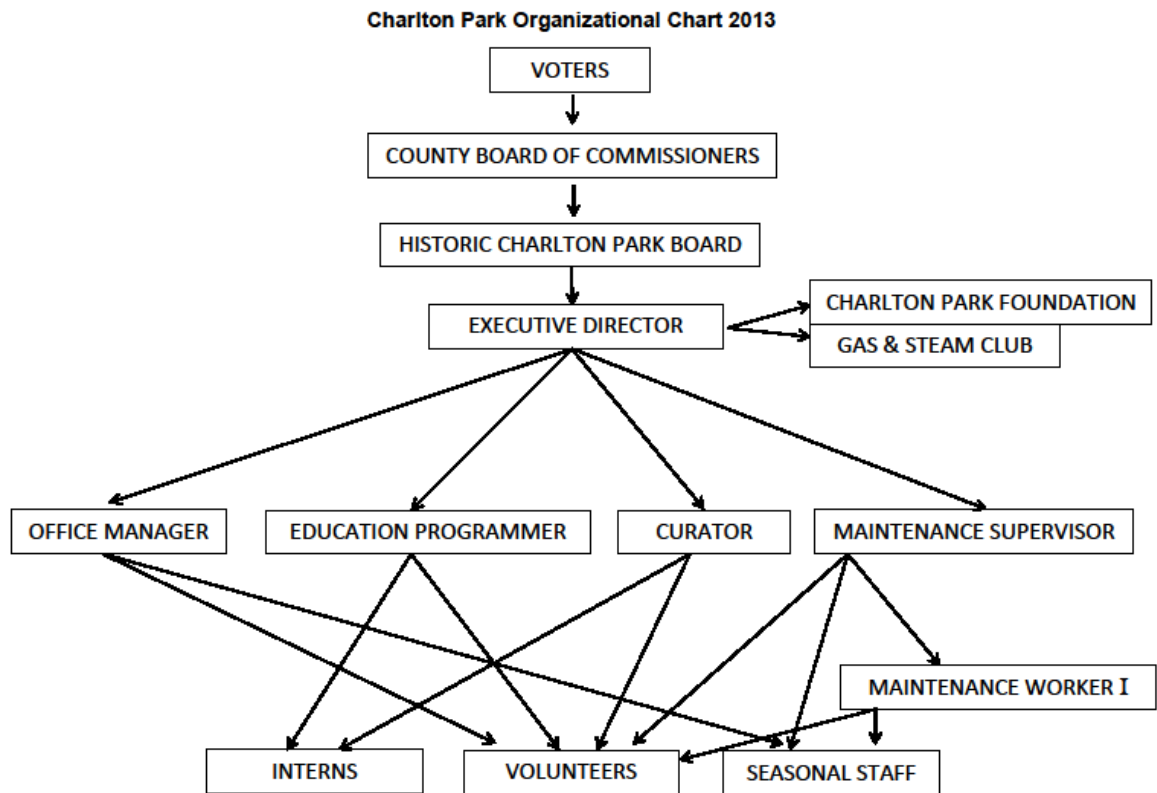 Charlton Park Organizational Chart 2013
VOTERS
COUNTY BOARD OF COMMISSIONERS
HISTORIC CHARLTON PARK BOARD
EXECUTIVE DIRECTOR
CHARLTON PARK FOUNDATION
GAS & STEAM CLUB
OFFICE MANAGER
EDUCATION PROGRAMMER
CURATOR
MAINTENANCE SUPERVISOR
MAINTENANCE WORKER I
INTERNS
VOLUNTEERS
SEASONAL STAFF